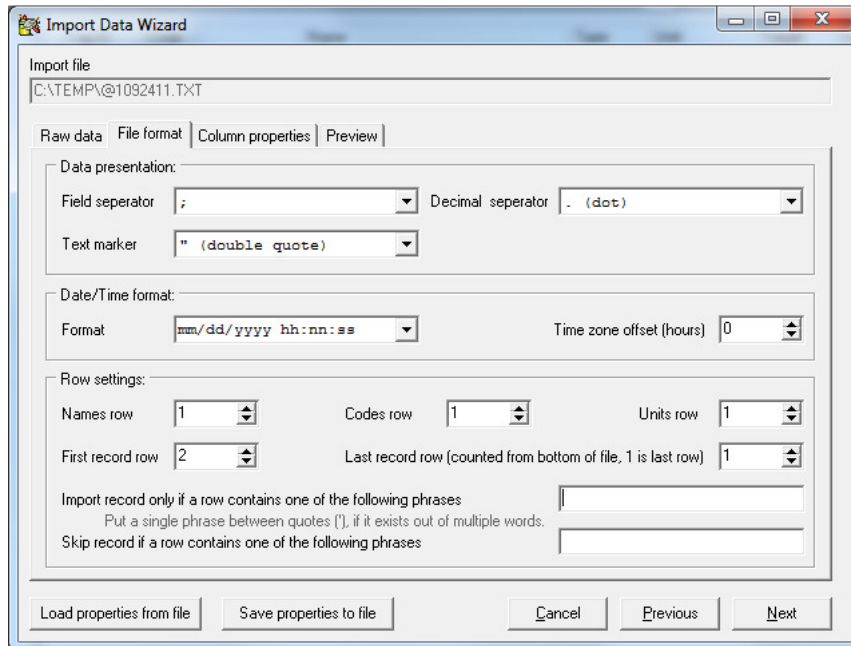 Import Data Wizard
Import file
C:\TEMP\@1092411.TXT
Raw data File format Column properties Preview
Data presentation:
Field seperator ; Decimal seperator . (dot)
Text marker " (double quote)
Date/Time format:
Format mm/dd/yyyy hh:nn:ss Time zone offset (hours) 0
Row settings:
Names row 1 Codes row 1 Units row 1
First record row 2 Last record row (counted from bottom of file, 1 is last row) 1
Import record only if a row contains one of the following phrases
Put a single phrase between quotes ('), if it exists out of multiple words.
Skip record if a row contains one of the following phrases
Load properties from file Save properties to file Cancel Previous Next